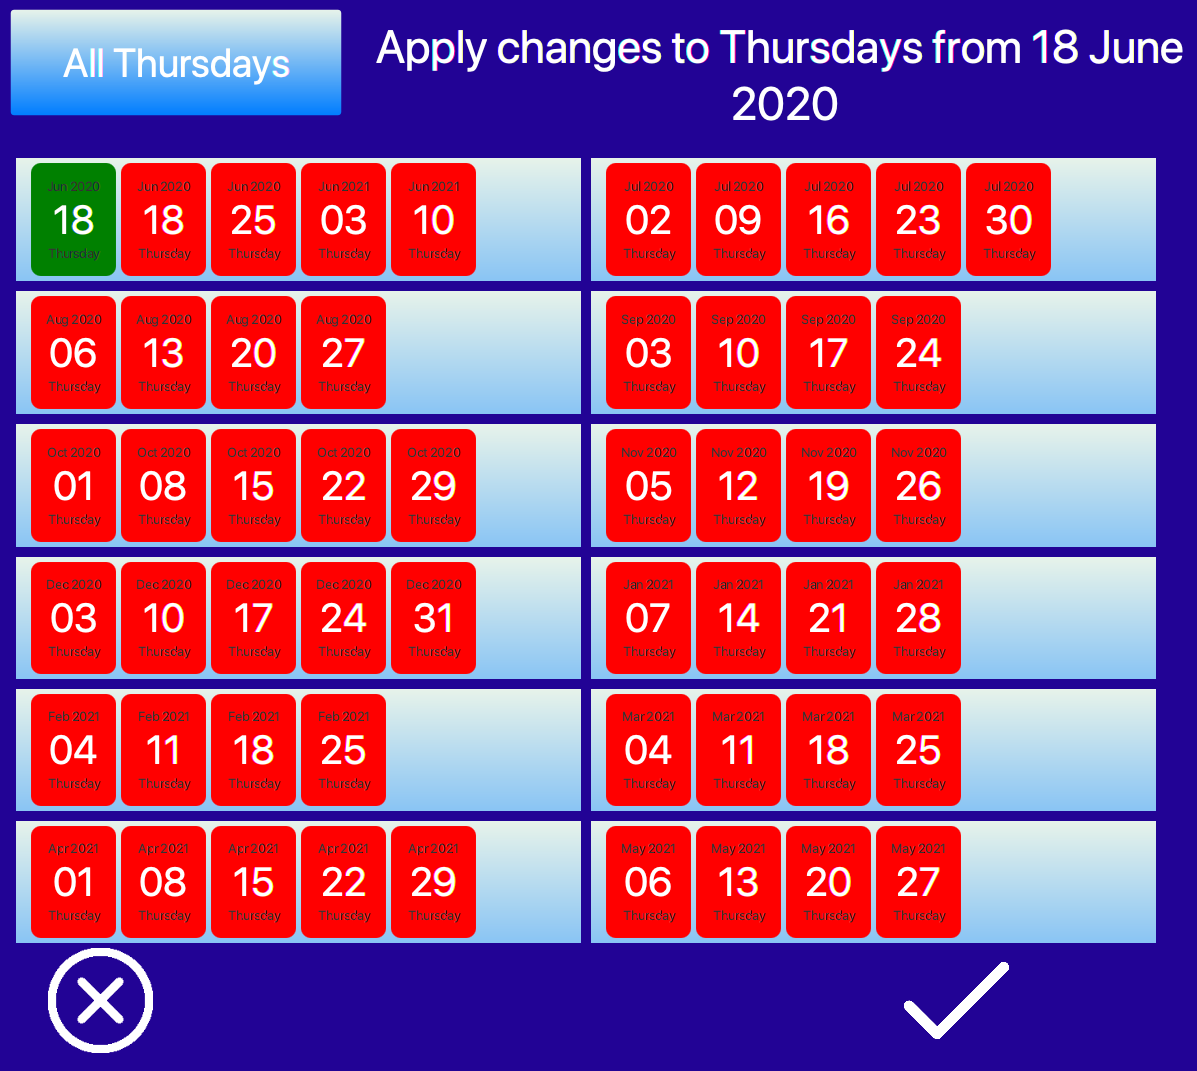 All Thursdays
Apply changes to Thursdays from 18 June
2020
Jun 2020 Jun 2020 Jun 2020 Jun 2021 Jun 2021
18 18 25 03 10
Thursday Thursday Thursday Thursday Thursday
Jul 2020 Jul 2020 Jul 2020 Jul 2020 Jul 2020
02 09 16 23 30
Thursday Thursday Thursday Thursday Thursday
Aug 2020 Aug 2020 Aug 2020 Aug 2020
06 13 20 27
Thursday Thursday Thursday Thursday
Sep 2020 Sep 2020 Sep 2020 Sep 2020
03 10 17 24
Thursday Thursday Thursday Thursday
Oct 2020 Oct 2020 Oct 2020 Oct 2020 Oct 2020
01 08 15 22 29
Thursday Thursday Thursday Thursday Thursday
Nov 2020 Nov 2020 Nov 2020 Nov 2020
05 12 19 26
Thursday Thursday Thursday Thursday
Dec 2020 Dec 2020 Dec 2020 Dec 2020 Dec 2020
03 10 17 24 31
Thursday Thursday Thursday Thursday Thursday
Jan 2021 Jan 2021 Jan 2021 Jan 2021
07 14 21 28
Thursday Thursday Thursday Thursday
Feb 2021 Feb 2021 Feb 2021 Feb 2021
04 11 18 25
Thursday Thursday Thursday Thursday
Mar 2021 Mar 2021 Mar 2021 Mar 2021
04 11 18 25
Thursday Thursday Thursday Thursday
Apr 2021 Apr 2021 Apr 2021 Apr 2021 Apr 2021
01 08 15 22 29
Thursday Thursday Thursday Thursday Thursday
May 2021 May 2021 May 2021 May 2021
06 13 20 27
Thursday Thursday Thursday Thursday